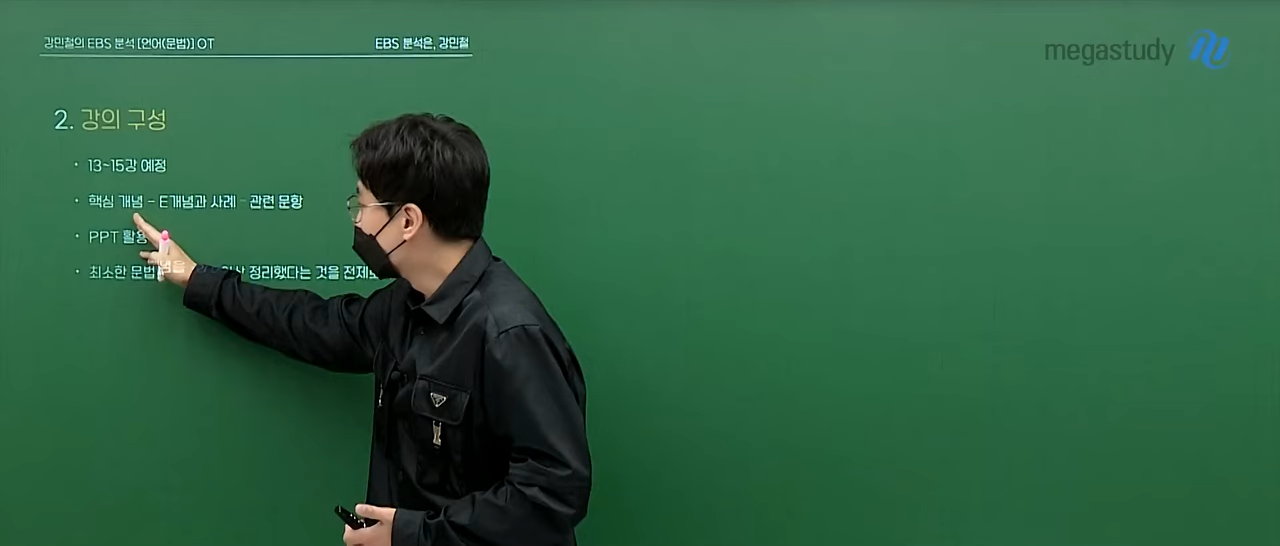 강민철의 EBS 분석 [언어(문법)] OT
EBS 분석은, 강민철
megastudy
2. 강의 구성
· 13~15강 예정
· 핵심 개념 - E개념과 사례 - 관련 문항
· PPT 활용
· 최소한 문법 이상 정리했다는 것을 전제로